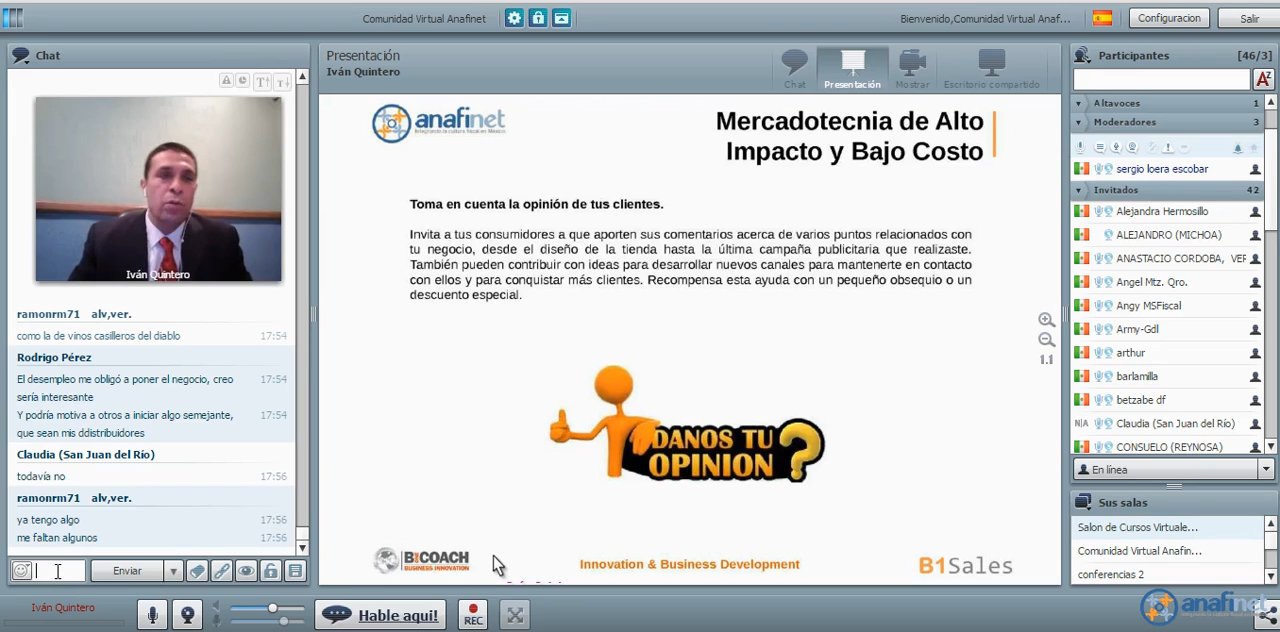 Comunidad Virtual Anafinet
Bienvenido,Comunidad Virtual Anaf...
Configuracion
Salir
Chat
Iván Quintero
ramonrm71 alv,ver.
como la de vinos casilleros del diablo 17:54
Rodrigo Pérez
El desempleo me obligó a poner el negocio, creo 17:54
sería interesante
Y podría motiva a otros a iniciar algo semejante, 17:54
que sean mis ddistribuidores
Claudia (San Juan del Río)
todavía no 17:56
ramonrm71 alv,ver.
ya tengo algo 17:56
me faltan algunos 17:56
Enviar
Presentación
Iván Quintero
Chat
Presentación
Mostrar
Escritorio compartido
anafinet
Mercadotecnia de Alto
Impacto y Bajo Costo
Toma en cuenta la opinión de tus clientes.
Invita a tus consumidores a que aporten sus comentarios acerca de varios puntos relacionados con
tu negocio, desde el diseño de la tienda hasta la última campaña publicitaria que realizaste.
También pueden contribuir con ideas para desarrollar nuevos canales para mantenerte en contacto
con ellos y para conquistar más clientes. Recompensa esta ayuda con un pequeño obsequio o un
descuento especial.
DANOS TU
OPINION ?
1.1
B1COACH
BUSINESS INNOVATION
Innovation & Business Development
B1Sales
Participantes [46/3]
Altavoces 1
Moderadores 3
sergio loera escobar
Invitados 42
Alejandra Hermosillo
ALEJANDRO (MICHOA)
ANASTACIO CORDOBA, VER
Angel Mtz. Qro.
Angy MSFiscal
Army-Gdl
arthur
barlamilla
betzabe df
N/A Claudia (San Juan del Río)
CONSUELO (REYNOSA)
En línea
Sus salas
Salon de Cursos Virtuale...
Comunidad Virtual Anafin...
conferencias 2
Iván Quintero
Hable aqui!
REC
anafinet